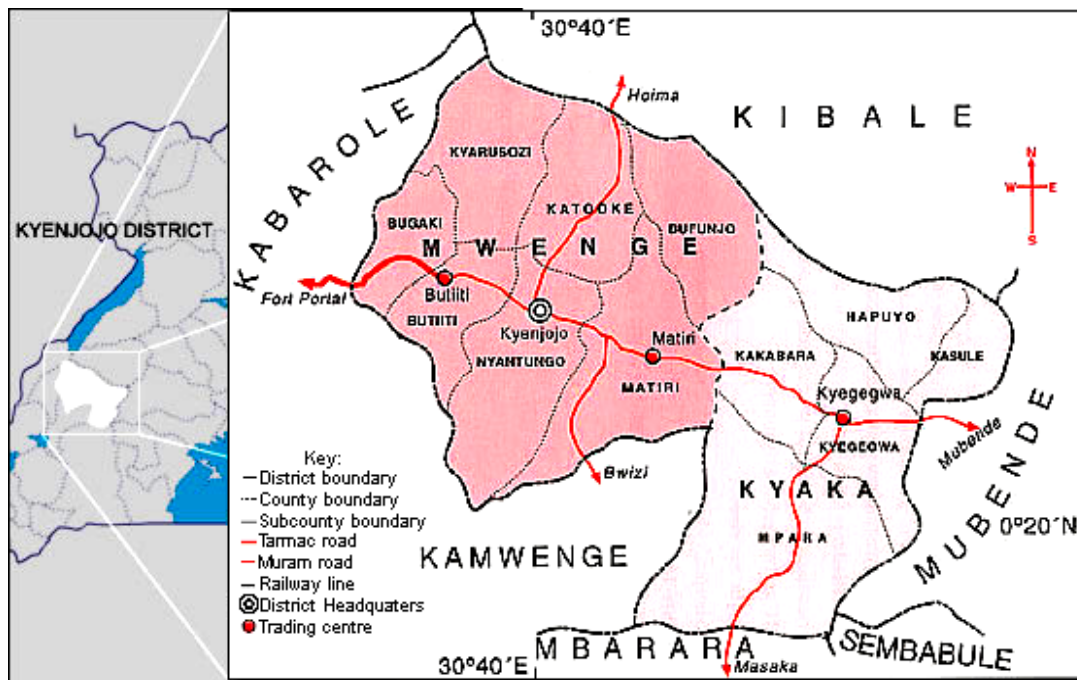 30°40´E
Hoima
KIBALE
KABAROLE
N
W E
S
KYENJOJO DISTRICT
KYARUSOZI
BUGAKI
KATOOKE
BUFUNJO
MWENGE
Fort Portal
Butiiti
BUTIITI
Kyenjojo
NYANTUNGO
Matiri
MATIRI
HAPUYO
KAKABARA
KASULE
Kyegegwa
KYEGEGWA
Mubende
MUBENDE
Bwizi
KYAKA
0°20´N
MPARA
KAMWENGE
Key:
District boundary
County boundary
Subcounty boundary
Tarmac road
Murram road
Railway line
District Headquaters
Trading centre
MBARARA
SEMBABULE
30°40´E
Masaka